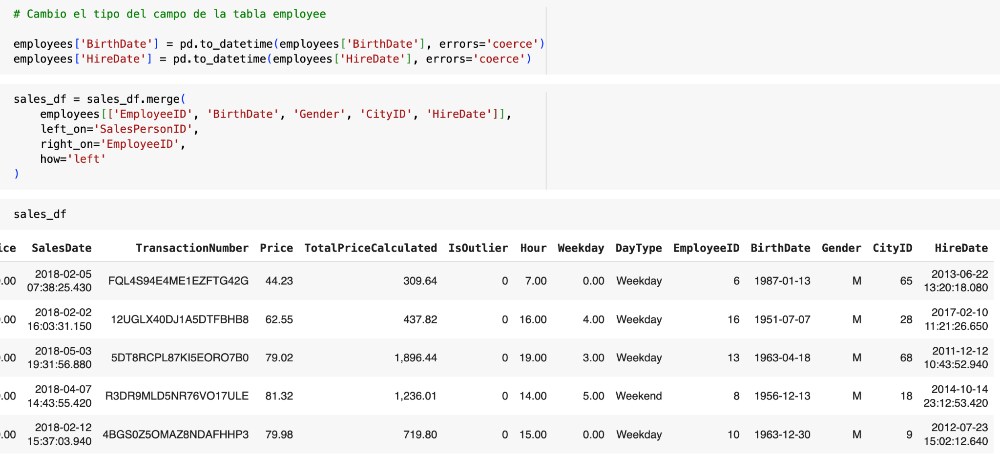 # Cambio el tipo del campo de la tabla employee
employees['BirthDate'] = pd.to_datetime(employees['BirthDate'], errors='coerce')
employees['HireDate'] = pd.to_datetime(employees['HireDate'], errors='coerce')
sales_df = sales_df.merge(
    employees[['EmployeeID', 'BirthDate', 'Gender', 'CityID', 'HireDate']],
    left_on='SalesPersonID',
    right_on='EmployeeID',
    how='left'
)
sales_df
ice SalesDate TransactionNumber Price TotalPriceCalculated IsOutlier Hour Weekday DayType EmployeeID BirthDate Gender CityID HireDate
.00 2018-02-05 07:38:25.430 FQL4S94E4ME1EZFTG42G 44.23 309.64 0 7.00 0.00 Weekday 6 1987-01-13 M 65 2013-06-22 13:20:18.080
.00 2018-02-02 16:03:31.150 12UGLX40DJ1A5DTFBHB8 62.55 437.82 0 16.00 4.00 Weekday 16 1951-07-07 M 28 2017-02-10 11:21:26.650
.00 2018-05-03 19:31:56.880 5DT8RCPL87KI5EORO7B0 79.02 1,896.44 0 19.00 3.00 Weekday 13 1963-04-18 M 68 2011-12-12 10:43:52.940
.00 2018-04-07 14:43:55.420 R3DR9MLD5NR76VO17ULE 81.32 1,236.01 0 14.00 5.00 Weekend 8 1956-12-13 M 18 2014-10-14 23:12:53.420
.00 2018-02-12 15:37:03.940 4BGS0Z5OMAZ8NDAFHHP3 79.98 719.80 0 15.00 0.00 Weekday 10 1963-12-30 M 9 2012-07-23 15:02:12.640